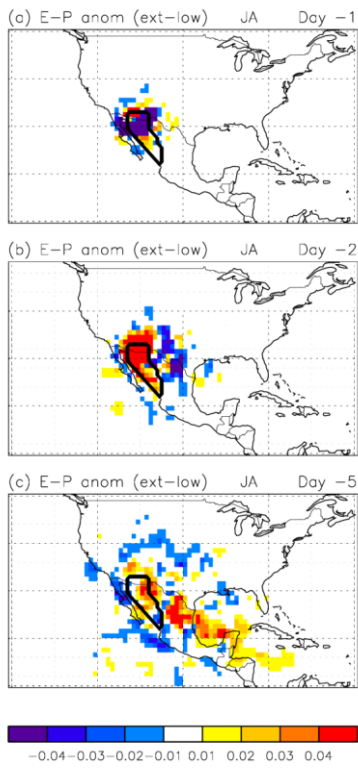 (a) E-P anom (ext-low) JA Day -1
(b) E-P anom (ext-low) JA Day -2
(c) E-P anom (ext-low) JA Day -5
-0.04 -0.03 -0.02 -0.01 0.01 0.02 0.03 0.04